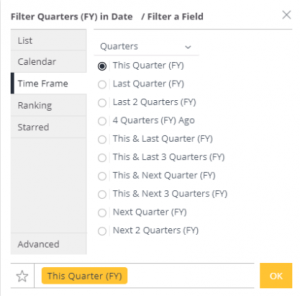 Filter Quarters (FY) in Date / Filter a Field
List
Calendar
Time Frame
Ranking
Starred
Advanced
Quarters
This Quarter (FY)
Last Quarter (FY)
Last 2 Quarters (FY)
4 Quarters (FY) Ago
This & Last Quarter (FY)
This & Last 3 Quarters (FY)
This & Next Quarter (FY)
This & Next 3 Quarters (FY)
Next Quarter (FY)
Next 2 Quarters (FY)
This Quarter (FY)
OK